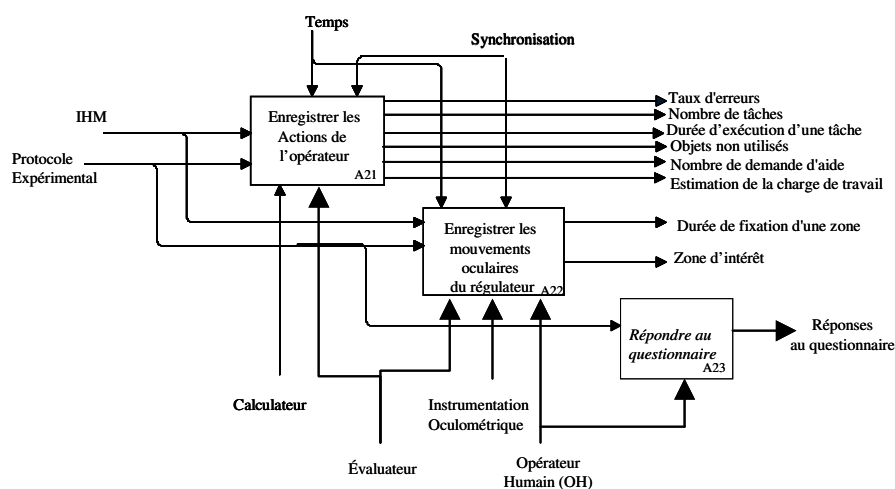 Temps
Synchronisation
IHM
Protocole
Expérimental
Enregistrer les
Actions de
l'opérateur
A21
Taux d'erreurs
Nombre de tâches
Durée d'exécution d'une tâche
Objets non utilisés
Nombre de demande d'aide
Estimation de la charge de travail
Enregistrer les
mouvements
oculaires
du régulateur
A22
Durée de fixation d'une zone
Zone d'intérêt
Répondre au
questionnaire
A23
Réponses
au questionnaire
Calculateur
Instrumentation
Oculométrique
Évaluateur
Opérateur
Humain (OH)